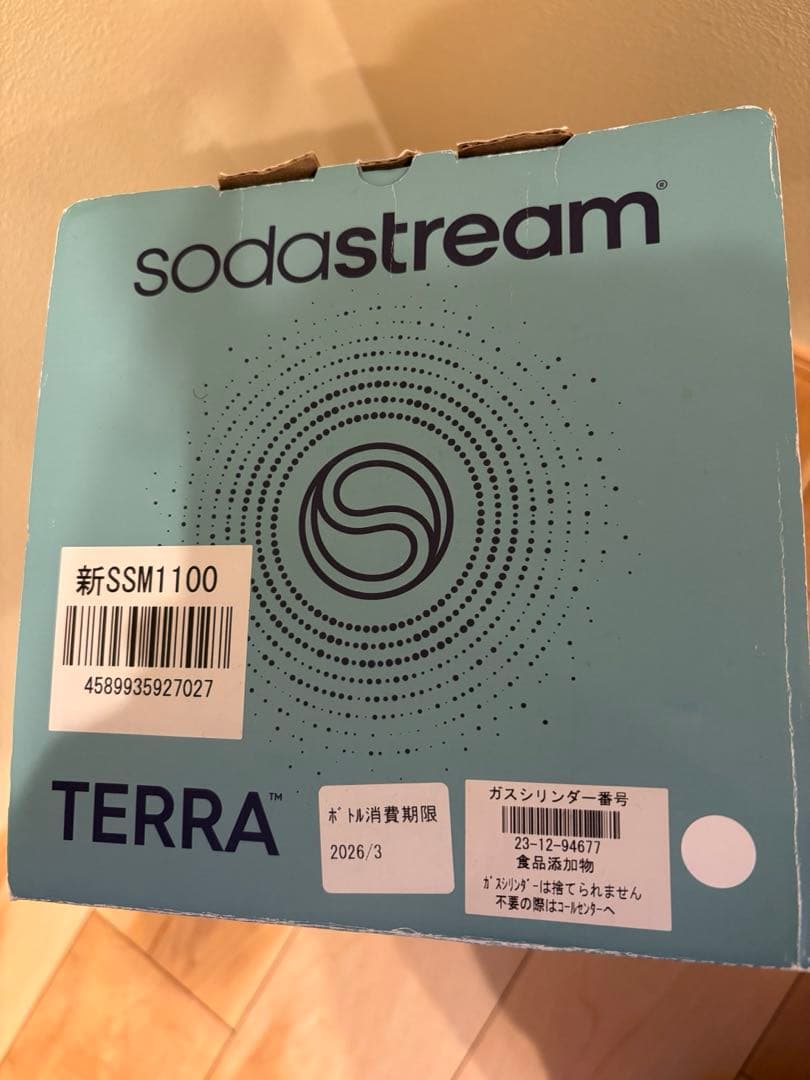 sodastream®
新SSM1100
4589935927027
TERRA™
ﾎﾞﾄﾙ消費期限
2026/3
ガスシリンダー番号
23-12-94677
食品添加物
ｶﾞｽｼﾘﾝﾀﾞｰは捨てられません
不要の際はｺｰﾙｾﾝﾀｰへ